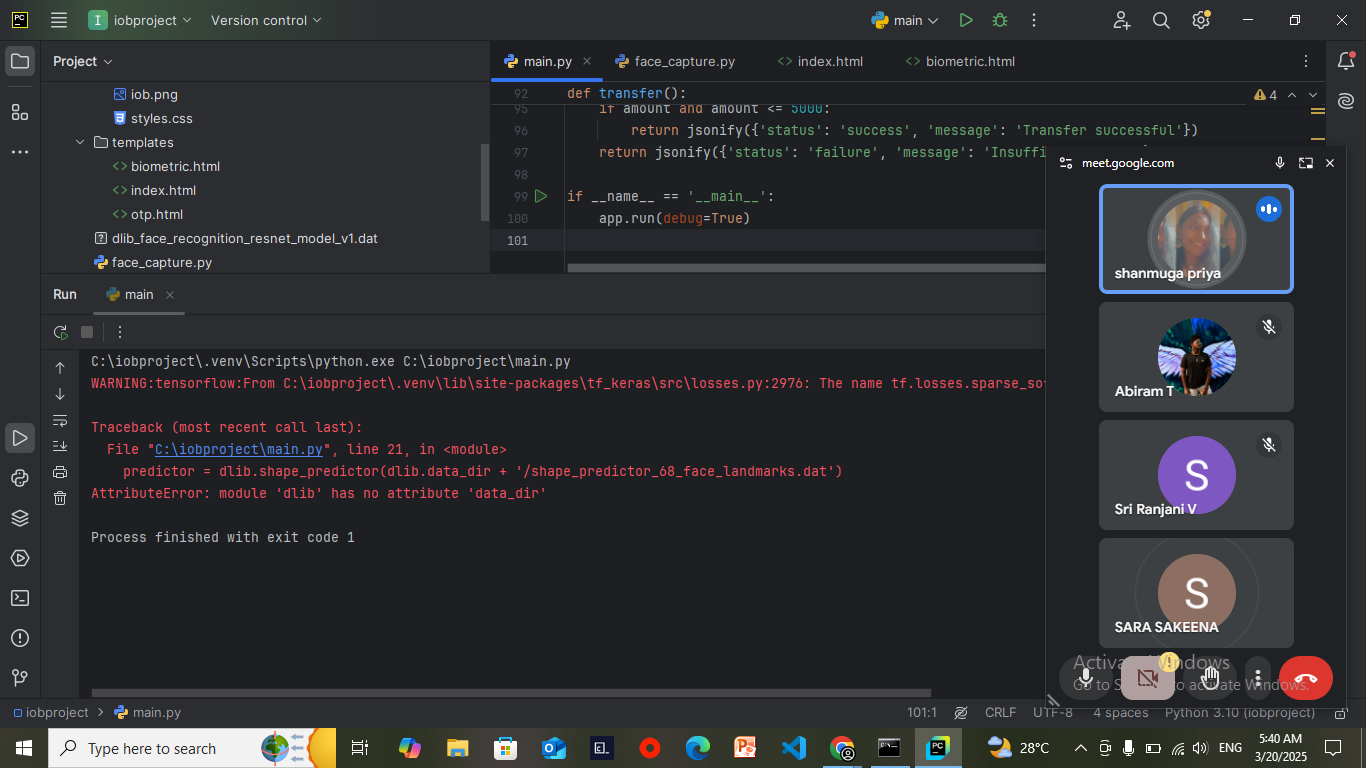 PC
I
iobproject
Version control
main
Project
main.py
face_capture.py
index.html
biometric.html
iob.png
styles.css
templates
biometric.html
index.html
otp.html
dlib_face_recognition_resnet_model_v1.dat
face_capture.py
92 def transfer():
4
95 if amount and amount <= 5000:
96 return jsonify({'status': 'success', 'message': 'Transfer successful'})
97 return jsonify({'status': 'failure', 'message': 'Insuffi
98
99 if __name__ == '__main__':
100 app.run(debug=True)
101
meet.google.com
shanmuga priya
Abiram T
S
Sri Ranjani V
S
SARA SAKEENA
Run
main
C:\iobproject\.venv\Scripts\python.exe C:\iobproject\main.py
WARNING:tensorflow:From C:\iobproject\.venv\lib\site-packages\tf_keras\src\losses.py:2976: The name tf.losses.sparse_so
Traceback (most recent call last):
File "C:\iobproject\main.py", line 21, in <module>
predictor = dlib.shape_predictor(dlib.data_dir + '/shape_predictor_68_face_landmarks.dat')
AttributeError: module 'dlib' has no attribute 'data_dir'
Process finished with exit code 1
Windows
Go to to activate Windows.
iobproject > main.py
101:1 CRLF UTF-8 4 spaces Python 3.10 (iobproject)
Type here to search
28°C
ENG
5:40 AM
3/20/2025